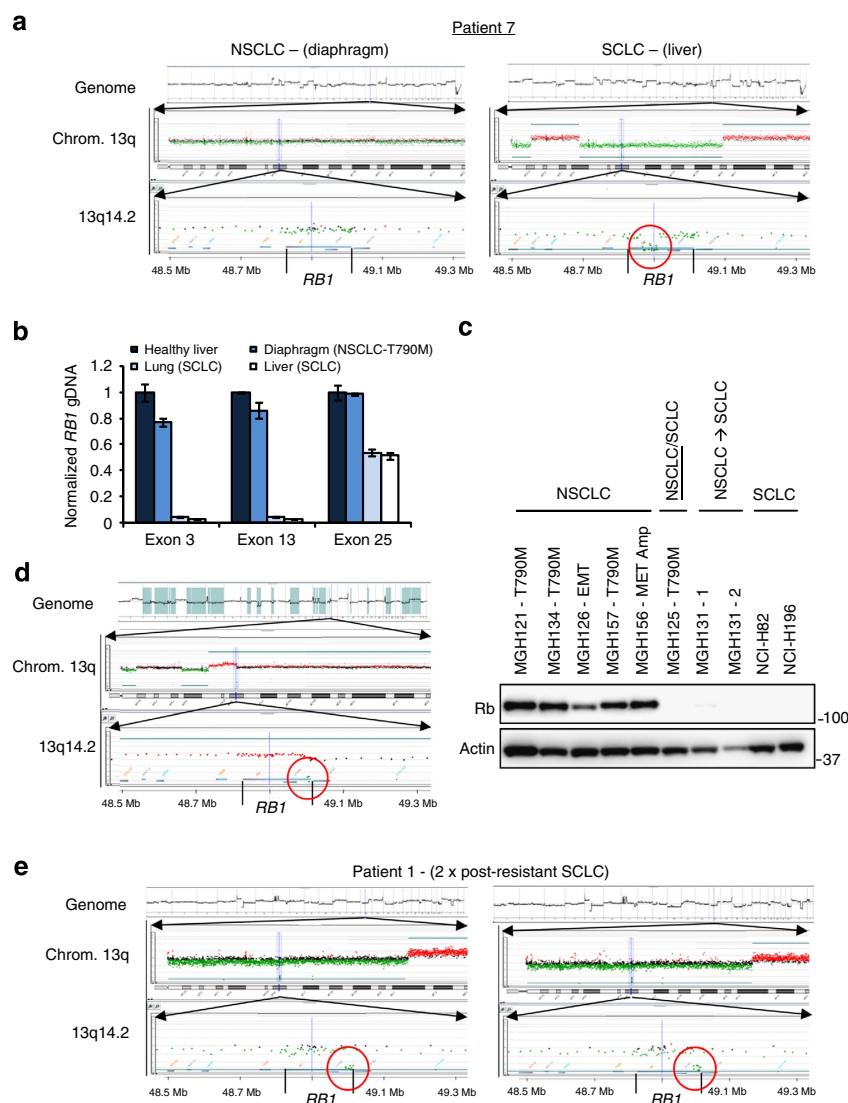 a
Patient 7
NSCLC – (diaphragm)
SCLC – (liver)
Genome
Chrom. 13q
13q14.2
48.5 Mb 48.7 Mb 49.1 Mb 49.3 Mb
RB1
48.5 Mb 48.7 Mb 49.1 Mb 49.3 Mb
RB1
b
Healthy liver
Diaphragm (NSCLC-T790M)
Lung (SCLC)
Liver (SCLC)
Normalized RB1 gDNA
1.2
1
0.8
0.6
0.4
0.2
0
Exon 3 Exon 13 Exon 25
c
NSCLC
NSCLC/SCLC
NSCLC → SCLC
SCLC
MGH121 - T790M
MGH134 - T790M
MGH126 - EMT
MGH157 - T790M
MGH156 - MET Amp
MGH125 - T790M
MGH131 - 1
MGH131 - 2
NCI-H82
NCI-H196
Rb
-100
Actin
-37
d
Genome
Chrom. 13q
13q14.2
48.5 Mb 48.7 Mb 49.1 Mb 49.3 Mb
RB1
e
Patient 1 - (2 x post-resistant SCLC)
Genome
Chrom. 13q
13q14.2
48.5 Mb 48.7 Mb 49.1 Mb 49.3 Mb
RB1
48.5 Mb 48.7 Mb 49.1 Mb 49.3 Mb
RB1